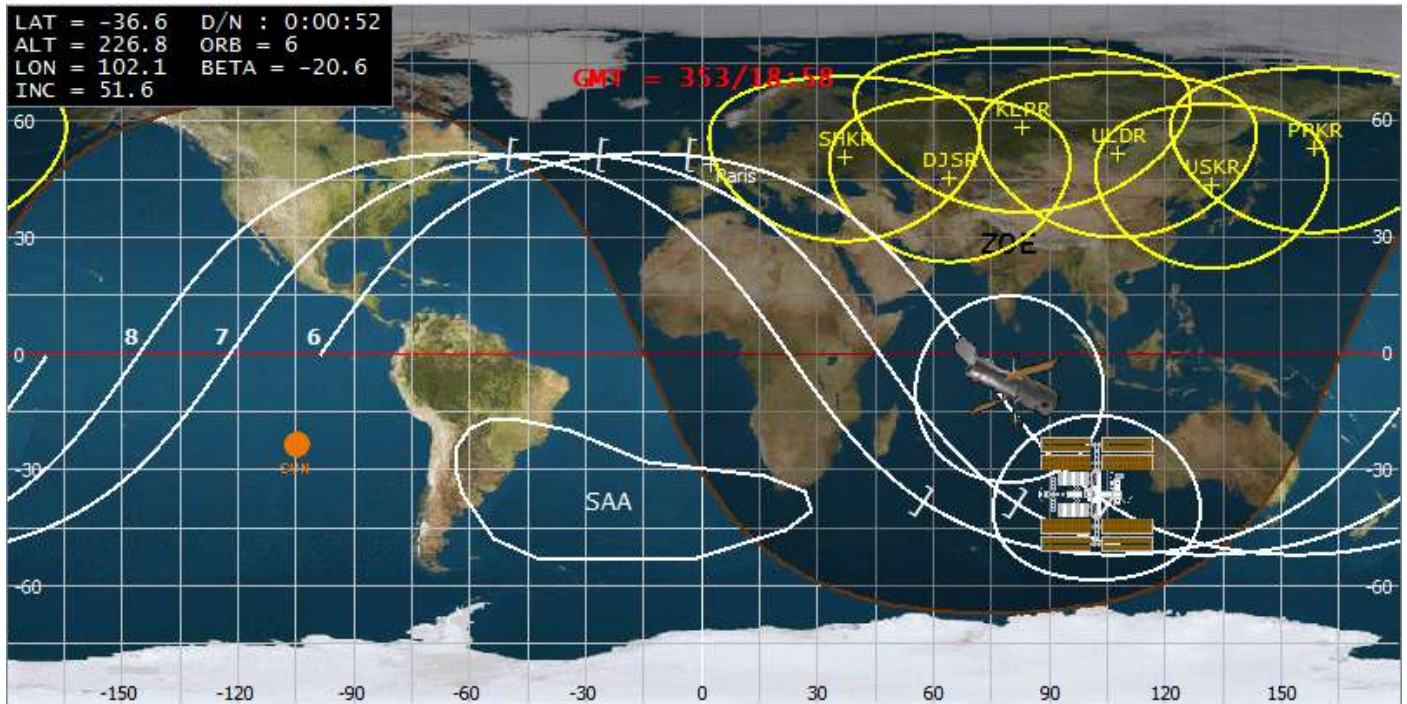 LAT = -36.6 D/N : 0:00:52
ALT = 226.8 ORB = 6
LON = 102.1 BETA = -20.6
INC = 51.6
GMT = 353/18:58
60
SHKR
KLPR
ULDR
PRKR
60
Paris
DJSR
USKR
30
ZOE
30
8
7
6
0
0
SUN
-30
SAA
-30
-60
-60
-150 -120 -90 -60 -30 0 30 60 90 120 150